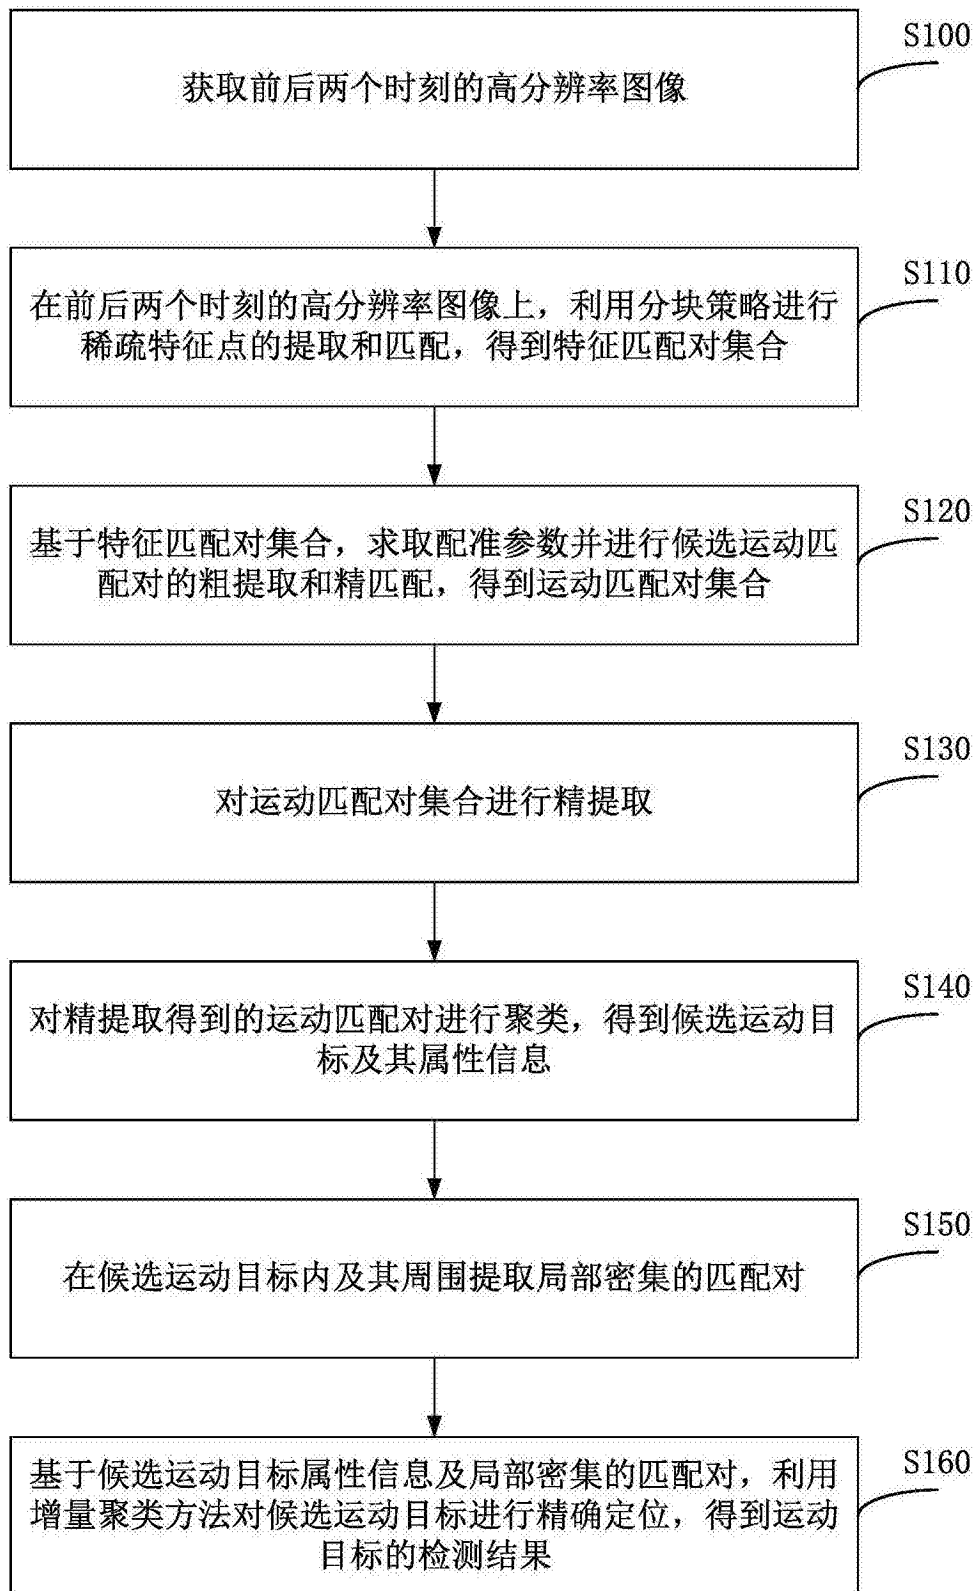 S100
获取前后两个时刻的高分辨率图像
S110
在前后两个时刻的高分辨率图像上，利用分块策略进行
稀疏特征点的提取和匹配，得到特征匹配对集合
S120
基于特征匹配对集合，求取配准参数并进行候选运动匹
配对的粗提取和精匹配，得到运动匹配对集合
S130
对运动匹配对集合进行精提取
S140
对精提取得到的运动匹配对进行聚类，得到候选运动目
标及其属性信息
S150
在候选运动目标内及其周围提取局部密集的匹配对
S160
基于候选运动目标属性信息及局部密集的匹配对，利用
增量聚类方法对候选运动目标进行精确定位，得到运动
目标的检测结果